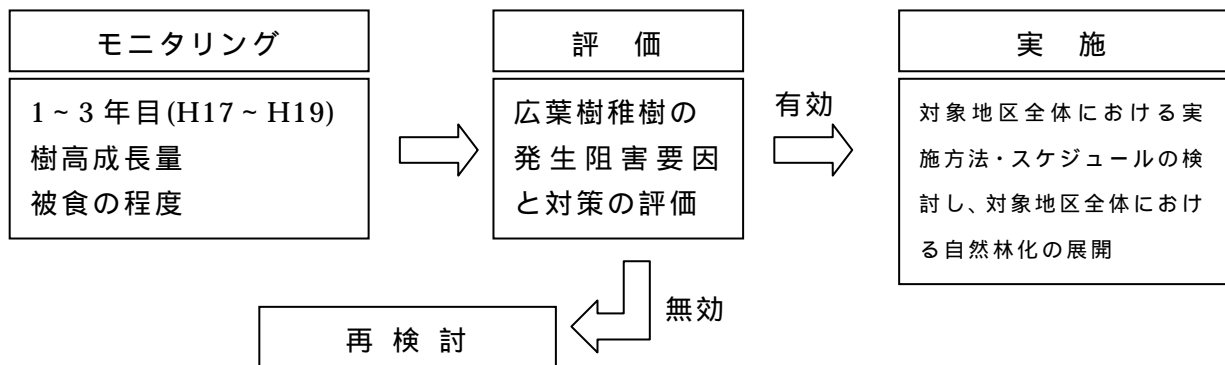 モニタリング
1～3年目(H17～H19)
樹高成長量
被食の程度
評　価
広葉樹稚樹の
発生阻害要因
と対策の評価
有効
実　施
対象地区全体における実
施方法・スケジュールの検
討し、対象地区全体におけ
る自然林化の展開
無効
再 検 討